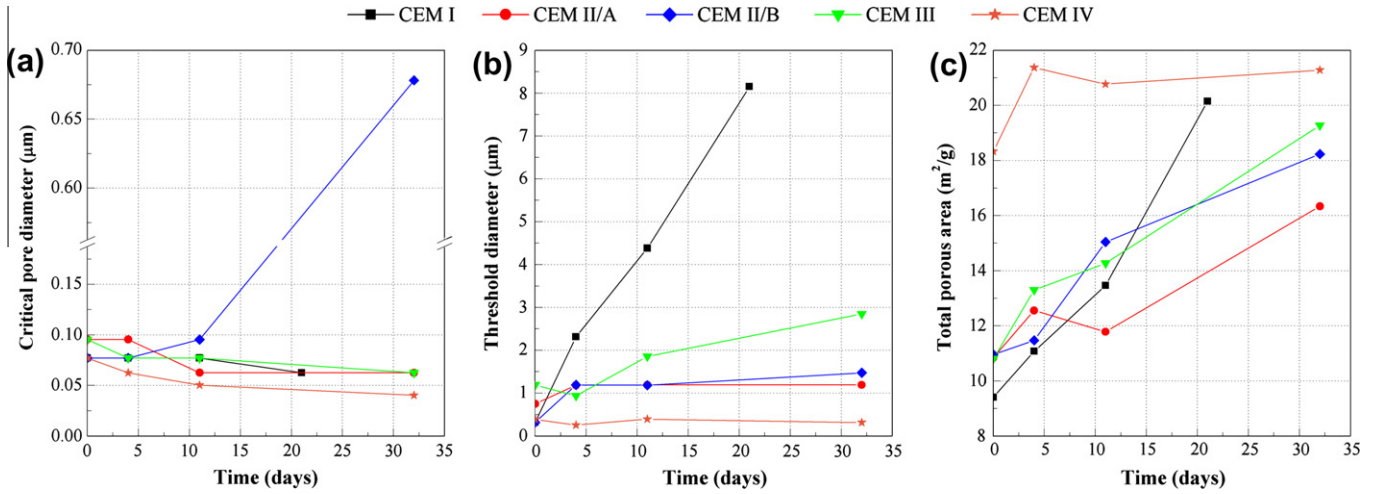 CEM I CEM II/A CEM II/B CEM III CEM IV
(a)
0.70
0.65
0.60
0.15
0.10
0.05
0.00
Critical pore diameter (μm)
0 5 10 15 20 25 30 35
Time (days)
(b)
9
8
7
6
5
4
3
2
1
0
Threshold diameter (μm)
0 5 10 15 20 25 30 35
Time (days)
(c)
22
20
18
16
14
12
10
8
Total porous area (m²/g)
0 5 10 15 20 25 30 35
Time (days)